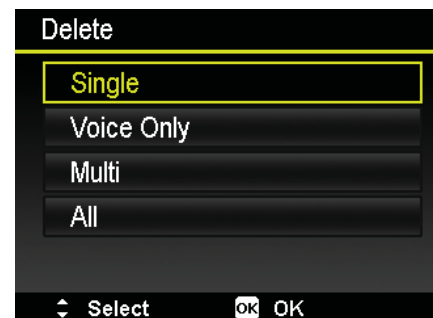 Delete
Single
Voice Only
Multi
All
Select OK OK